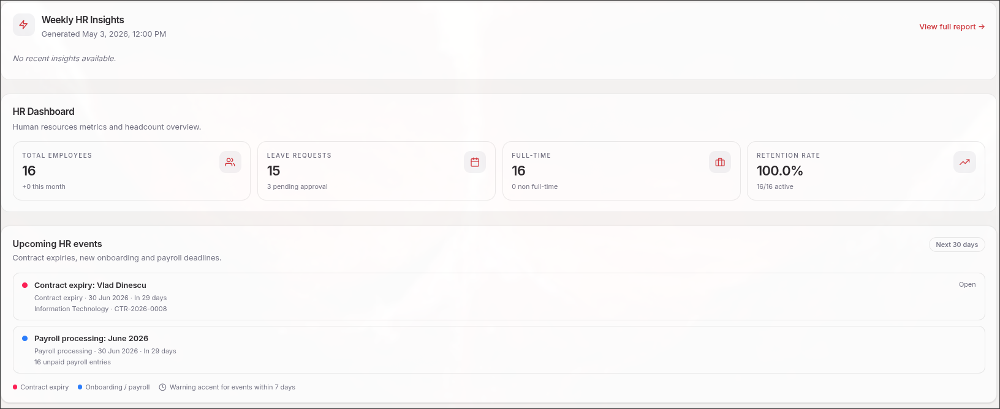 Weekly HR Insights
Generated May 3, 2026, 12:00 PM
View full report →
No recent insights available.
HR Dashboard
Human resources metrics and headcount overview.
TOTAL EMPLOYEES
16
+0 this month
LEAVE REQUESTS
15
3 pending approval
FULL-TIME
16
0 non full-time
RETENTION RATE
100.0%
16/16 active
Upcoming HR events
Contract expiries, new onboarding and payroll deadlines.
Next 30 days
Contract expiry: Vlad Dinescu
Open
Contract expiry · 30 Jun 2026 · In 29 days
Information Technology · CTR-2026-0008
Payroll processing: June 2026
Payroll processing · 30 Jun 2026 · In 29 days
16 unpaid payroll entries
Contract expiry
Onboarding / payroll
Warning accent for events within 7 days